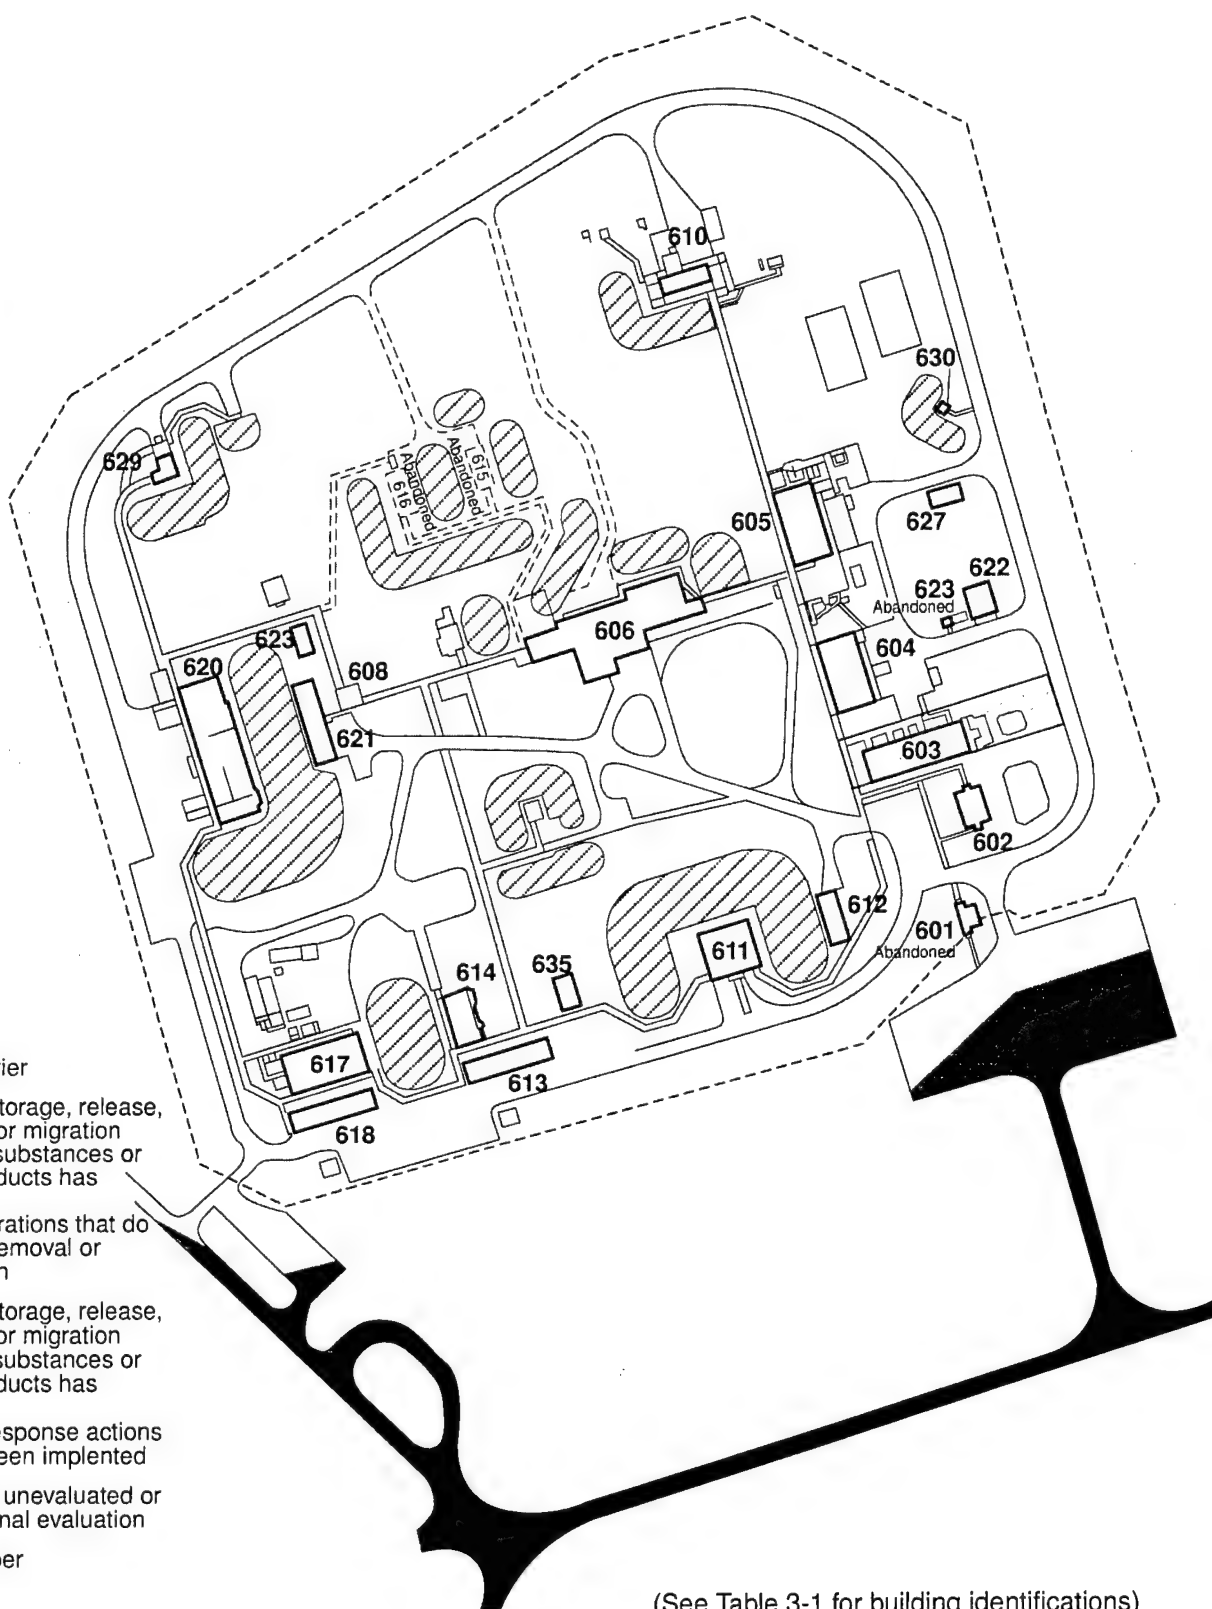 610
630
629
615
Abandoned
616
Abandoned
605
627
622
623
Abandoned
606
604
623
620
608
621
603
602
612
601
Abandoned
611
635
614
617
613
618
rier
torage, release,
or migration
substances or
ducts has
rations that do
emoval or
n
torage, release,
or migration
substances or
ducts has
esponse actions
een implented
unevaluated or
nal evaluation
ber
(See Table 3-1 for building identifications)